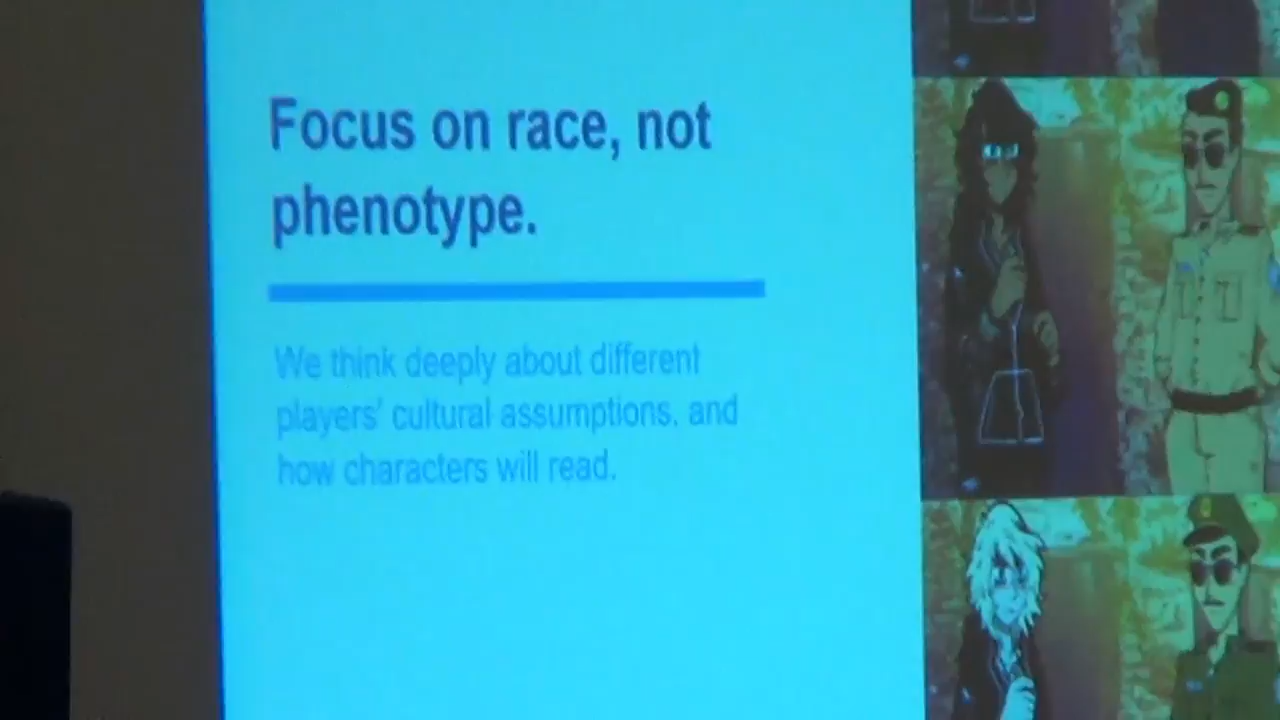 Focus on race, not
phenotype.
We think deeply about different
players' cultural assumptions, and
how characters will read.